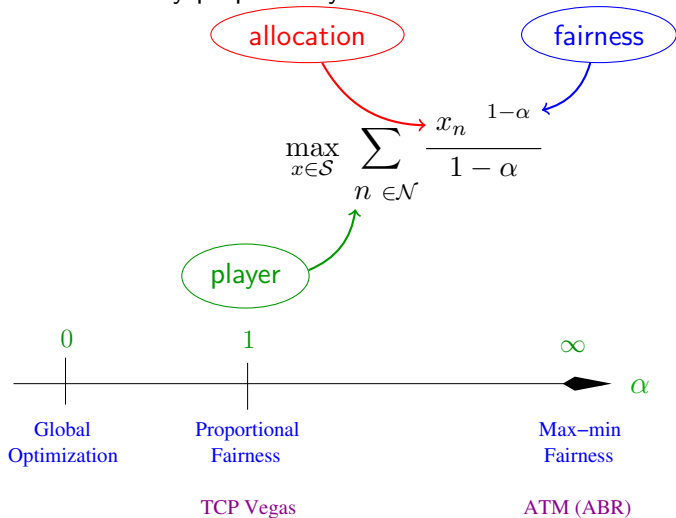 allocation fairness
max x∈S ∑ n ∈N x_n ^{1−α} / 1 − α
player
0 1 ∞
α
Global Proportional Max−min
Optimization Fairness Fairness
TCP Vegas ATM (ABR)